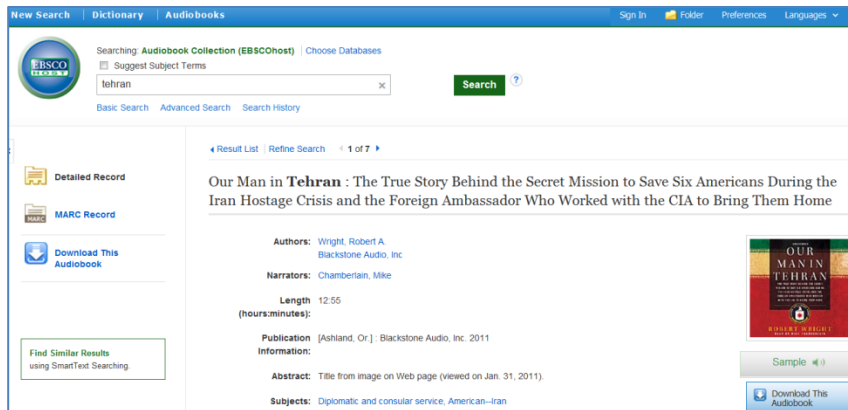 New Search | Dictionary | Audiobooks
Sign In Folder Preferences Languages
EBSCO
HOST
Searching: Audiobook Collection (EBSCOhost) | Choose Databases
Suggest Subject Terms
tehran
Search ?
Basic Search Advanced Search Search History
Result List | Refine Search 1 of 7
Detailed Record
MARC
MARC Record
Download This
Audiobook
Find Similar Results
using SmartText Searching.
Our Man in Tehran : The True Story Behind the Secret Mission to Save Six Americans During the
Iran Hostage Crisis and the Foreign Ambassador Who Worked with the CIA to Bring Them Home
Authors: Wright, Robert A.
Blackstone Audio, Inc
Narrators: Chamberlain, Mike
Length 12:55
(hours:minutes):
Publication [Ashland, Or.] : Blackstone Audio, Inc. 2011
Information:
Abstract: Title from image on Web page (viewed on Jan. 31, 2011).
Subjects: Diplomatic and consular service, American--Iran
OUR
MAN IN
TEHRAN
ROBERT WRIGHT
Sample
Download This
Audiobook